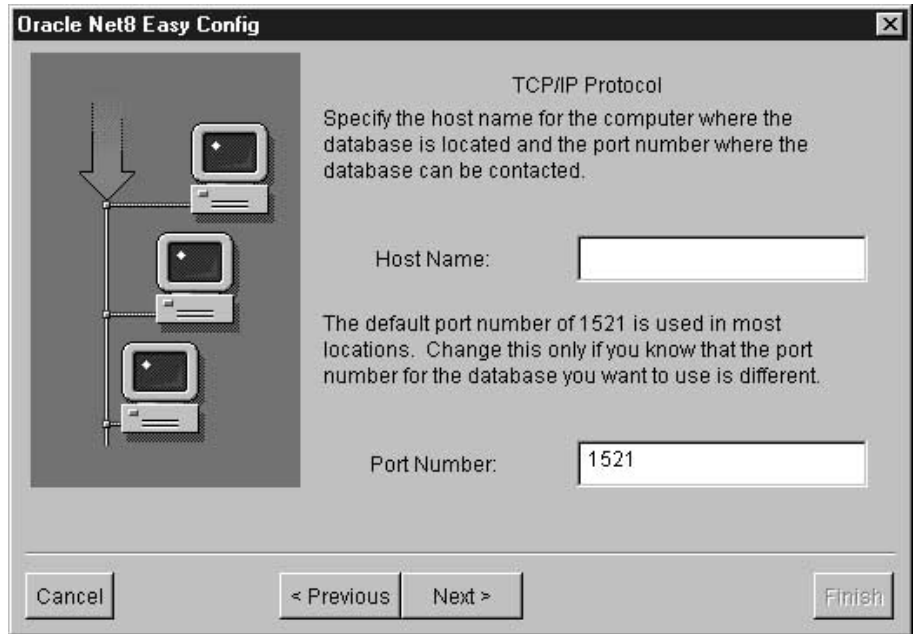 Oracle Net8 Easy Config
TCP/IP Protocol
Specify the host name for the computer where the
database is located and the port number where the
database can be contacted.
Host Name:
The default port number of 1521 is used in most
locations.  Change this only if you know that the port
number for the database you want to use is different.
Port Number:
1521
Cancel
< Previous
Next >
Finish